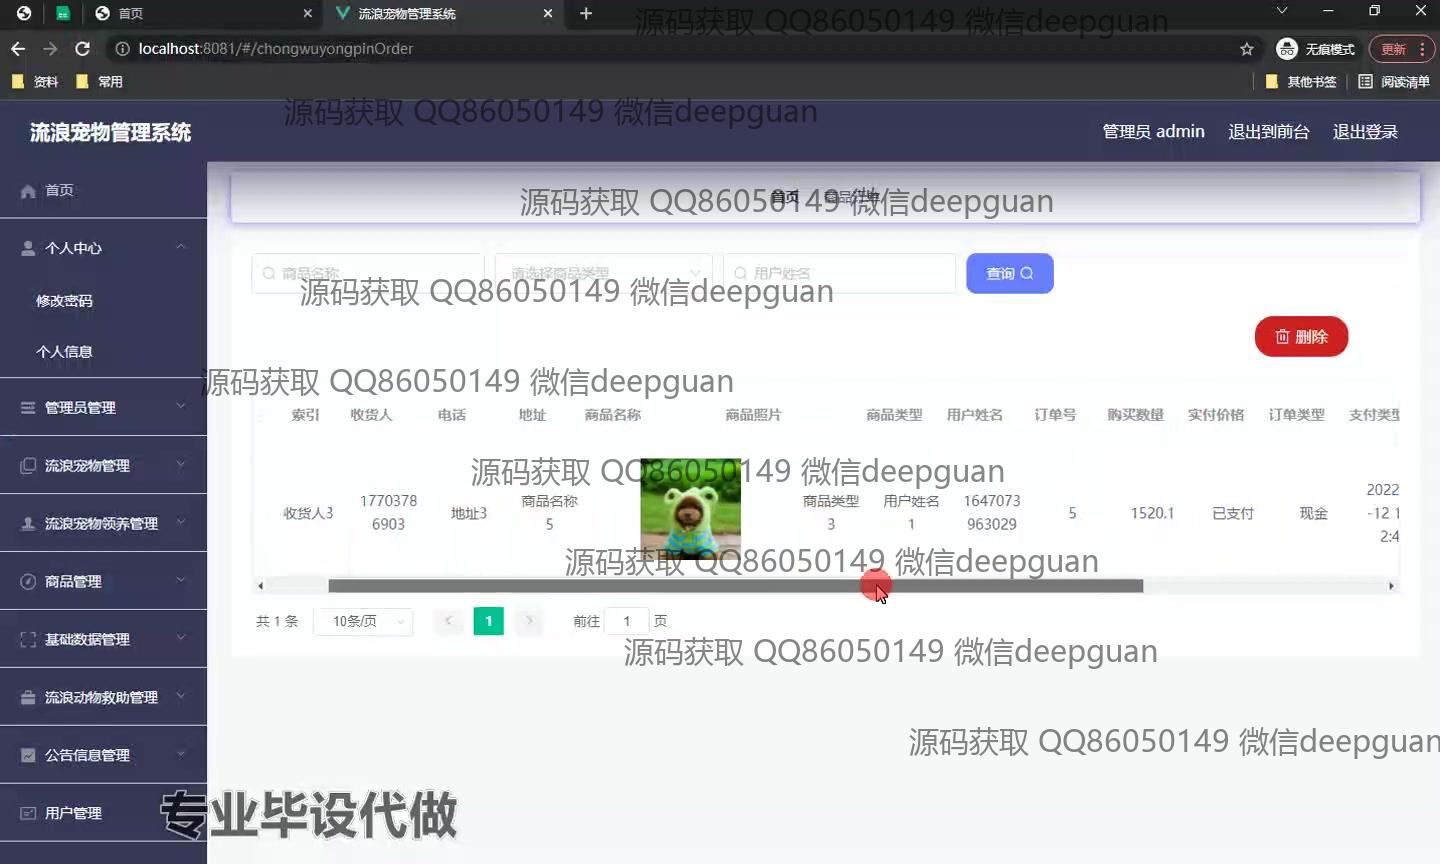 首页
流浪宠物管理系统
localhost:8081/#/chongwuyongpinOrder
无痕模式
更新
资料
常用
其他书签
阅读清单
源码获取 QQ86050149 微信deepguan
源码获取 QQ86050149 微信deepguan
流浪宠物管理系统
管理员 admin
退出到前台
退出登录
首页
个人中心
修改密码
个人信息
管理员管理
流浪宠物管理
流浪宠物领养管理
商品管理
基础数据管理
流浪动物救助管理
公告信息管理
用户管理
首页
商品订单
源码获取 QQ86050149 微信deepguan
商品名称
请选择商品类型
用户姓名
查询
源码获取 QQ86050149 微信deepguan
删除
源码获取 QQ86050149 微信deepguan
索引 收货人 电话 地址 商品名称 商品照片 商品类型 用户姓名 订单号 购买数量 实付价格 订单类型 支付类型
源码获取 QQ86050149 微信deepguan
收货人3
1770378
6903
地址3
商品名称
5
商品类型
3
用户姓名
1
1647073
963029
5
1520.1
已支付
现金
2022
-12 1
2:4
源码获取 QQ86050149 微信deepguan
共 1 条
10条/页
1
前往 1 页
源码获取 QQ86050149 微信deepguan
源码获取 QQ86050149 微信deepguan
专业毕设代做